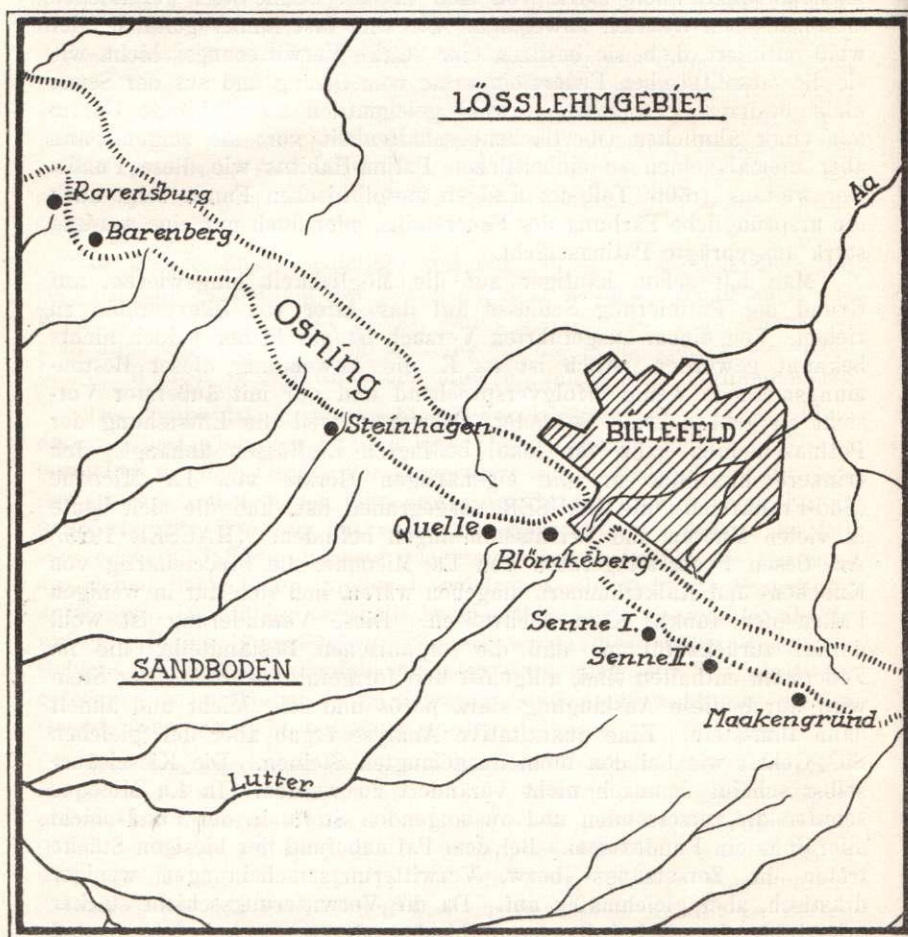 LÖSSLEHMGEBIET
Aa
Ravensburg
Barenberg
Osning
Steinhagen
BIELEFELD
Quelle
Blömkeberg
Senne I
Senne II.
SANDBODEN
Maakengrund
Lutter